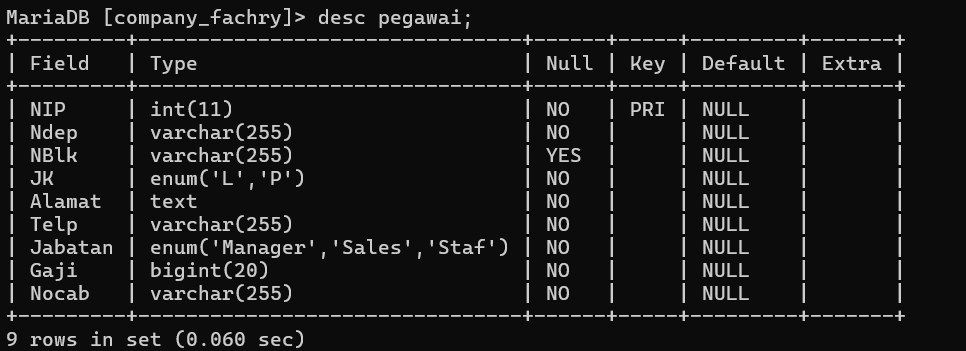 MariaDB [company_fachry]> desc pegawai;
+---------+--------------------------------+------+-----+---------+-------+
| Field   | Type                           | Null | Key | Default | Extra |
+---------+--------------------------------+------+-----+---------+-------+
| NIP     | int(11)                        | NO   | PRI | NULL    |       |
| Ndep    | varchar(255)                   | NO   |     | NULL    |       |
| NBlk    | varchar(255)                   | YES  |     | NULL    |       |
| JK      | enum('L','P')                  | NO   |     | NULL    |       |
| Alamat  | text                           | NO   |     | NULL    |       |
| Telp    | varchar(255)                   | NO   |     | NULL    |       |
| Jabatan | enum('Manager','Sales','Staf') | NO   |     | NULL    |       |
| Gaji    | bigint(20)                     | NO   |     | NULL    |       |
| Nocab   | varchar(255)                   | NO   |     | NULL    |       |
+---------+--------------------------------+------+-----+---------+-------+
9 rows in set (0.060 sec)